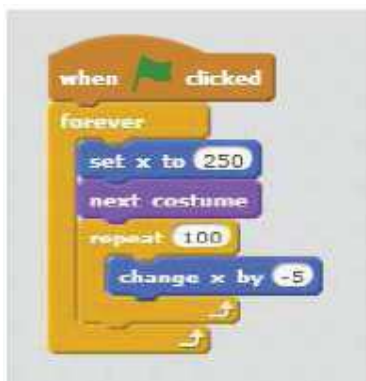 when clicked
forever
set x to 250
next costume
repeat 100
change x by -5